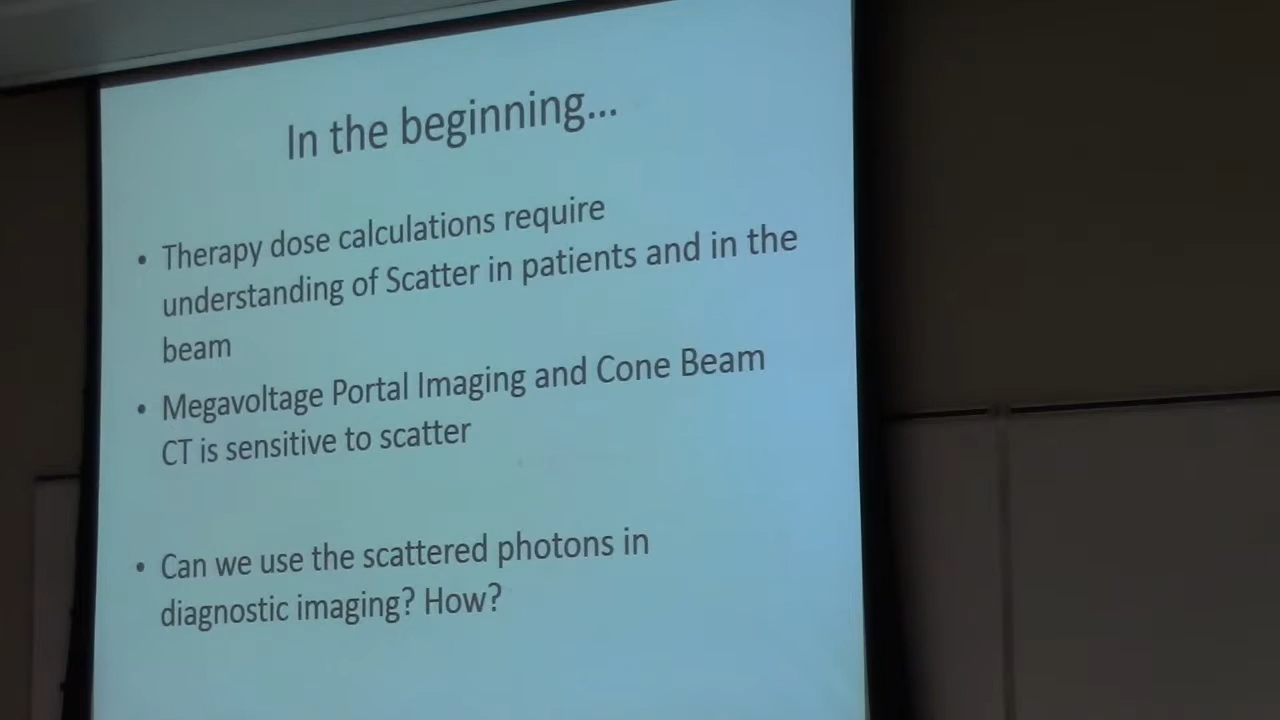 In the beginning...
• Therapy dose calculations require
understanding of Scatter in patients and in the
beam
• Megavoltage Portal Imaging and Cone Beam
CT is sensitive to scatter
• Can we use the scattered photons in
diagnostic imaging? How?